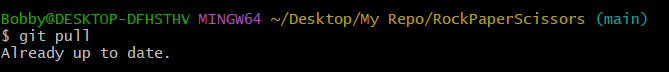 Bobby@DESKTOP-DFHSTHV MINGW64 ~/Desktop/My Repo/RockPaperScissors (main)
$ git pull
Already up to date.